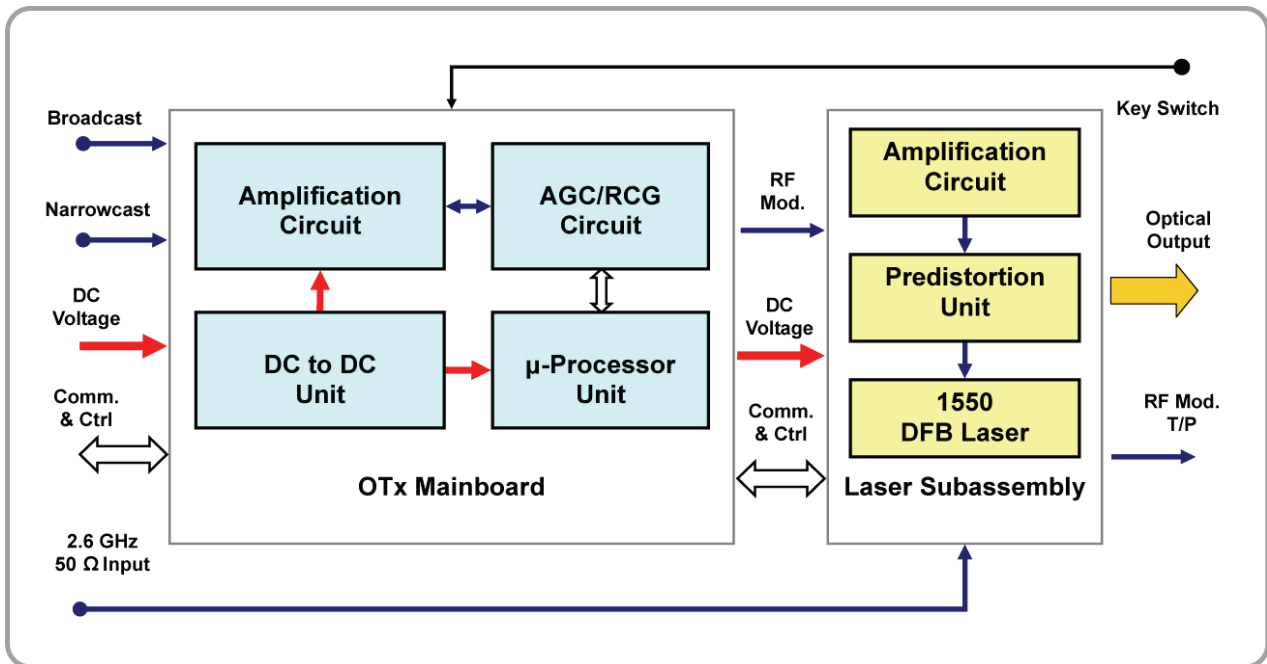 Broadcast
Key Switch
Narrowcast
DC
Voltage
Comm.
& Ctrl
2.6 GHz
50 Ω Input
Amplification
Circuit
AGC/RCG
Circuit
DC to DC
Unit
µ-Processor
Unit
OTx Mainboard
RF
Mod.
DC
Voltage
Comm.
& Ctrl
Amplification
Circuit
Predistortion
Unit
1550
DFB Laser
Laser Subassembly
Optical
Output
RF Mod.
T/P